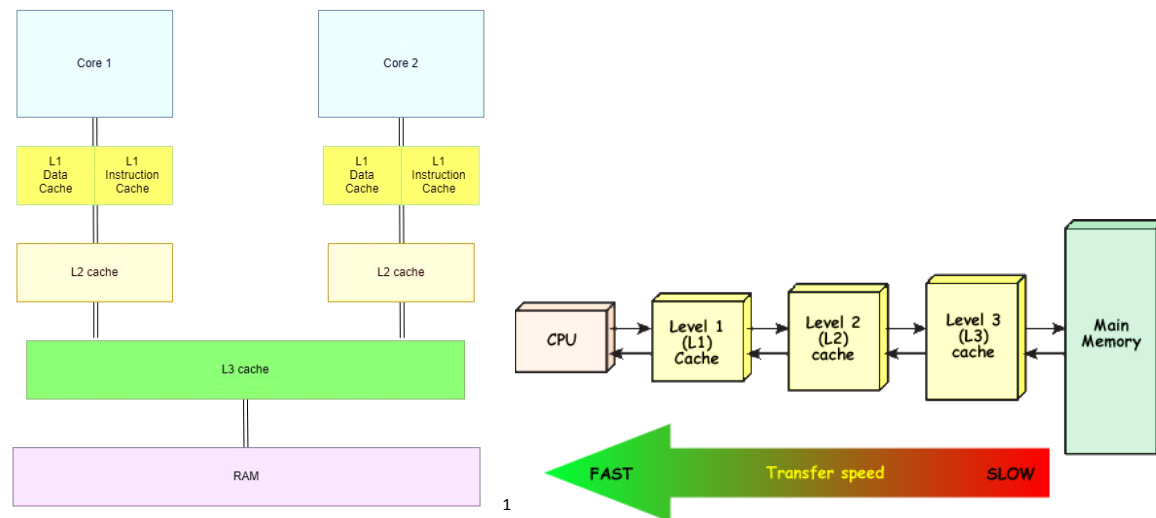 Core 1
Core 2
L1
Data
Cache
L1
Instruction
Cache
L1
Data
Cache
L1
Instruction
Cache
L2 cache
L2 cache
L3 cache
RAM
1
CPU
Level 1
(L1)
Cache
Level 2
(L2)
cache
Level 3
(L3)
cache
Main
Memory
FAST
Transfer speed
SLOW